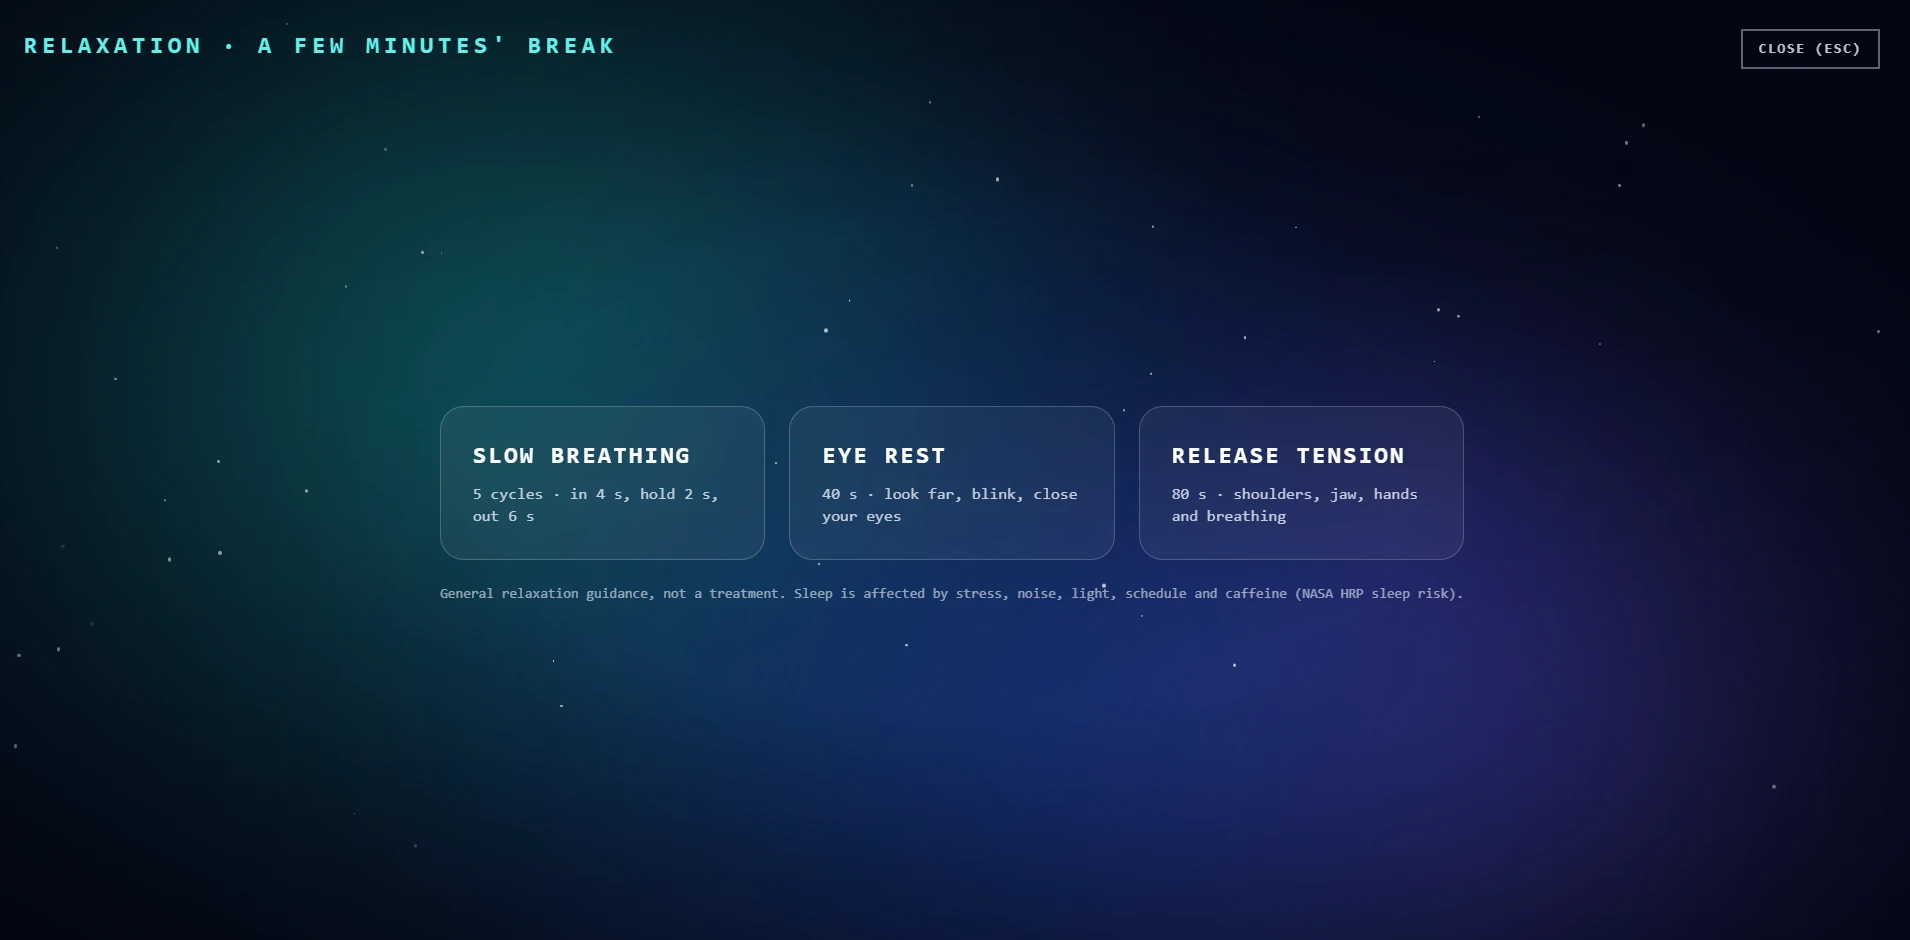 RELAXATION · A FEW MINUTES' BREAK
CLOSE (ESC)
SLOW BREATHING
5 cycles · in 4 s, hold 2 s,
out 6 s
EYE REST
40 s · look far, blink, close
your eyes
RELEASE TENSION
80 s · shoulders, jaw, hands
and breathing
General relaxation guidance, not a treatment. Sleep is affected by stress, noise, light, schedule and caffeine (NASA HRP sleep risk).